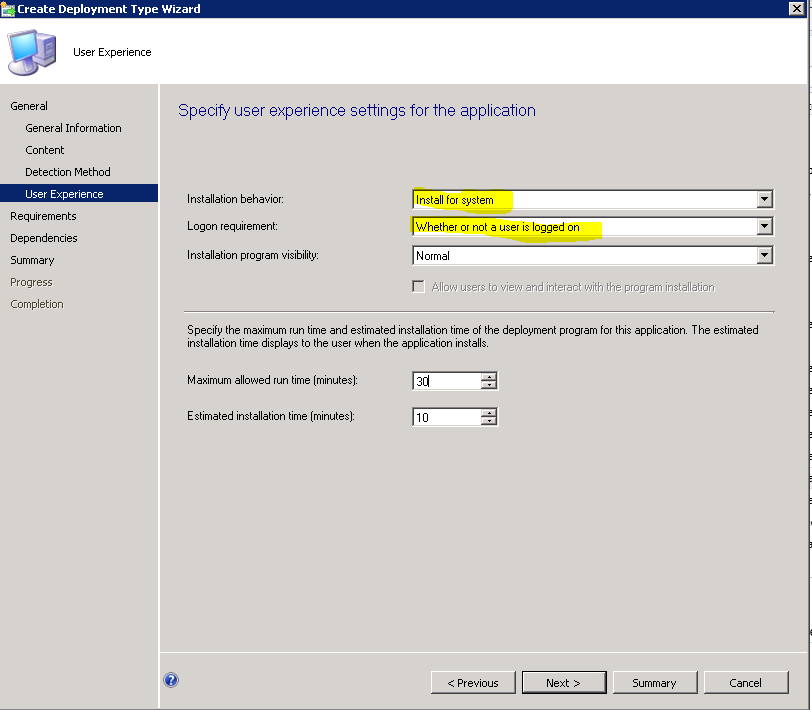 Create Deployment Type Wizard
User Experience
General
General Information
Content
Detection Method
User Experience
Requirements
Dependencies
Summary
Progress
Completion
Specify user experience settings for the application
Installation behavior:
Install for system
Logon requirement:
Whether or not a user is logged on
Installation program visibility:
Normal
Allow users to view and interact with the program installation
Specify the maximum run time and estimated installation time of the deployment program for this application. The estimated
installation time displays to the user when the application installs.
Maximum allowed run time (minutes):
30
Estimated installation time (minutes):
10
?
< Previous
Next >
Summary
Cancel